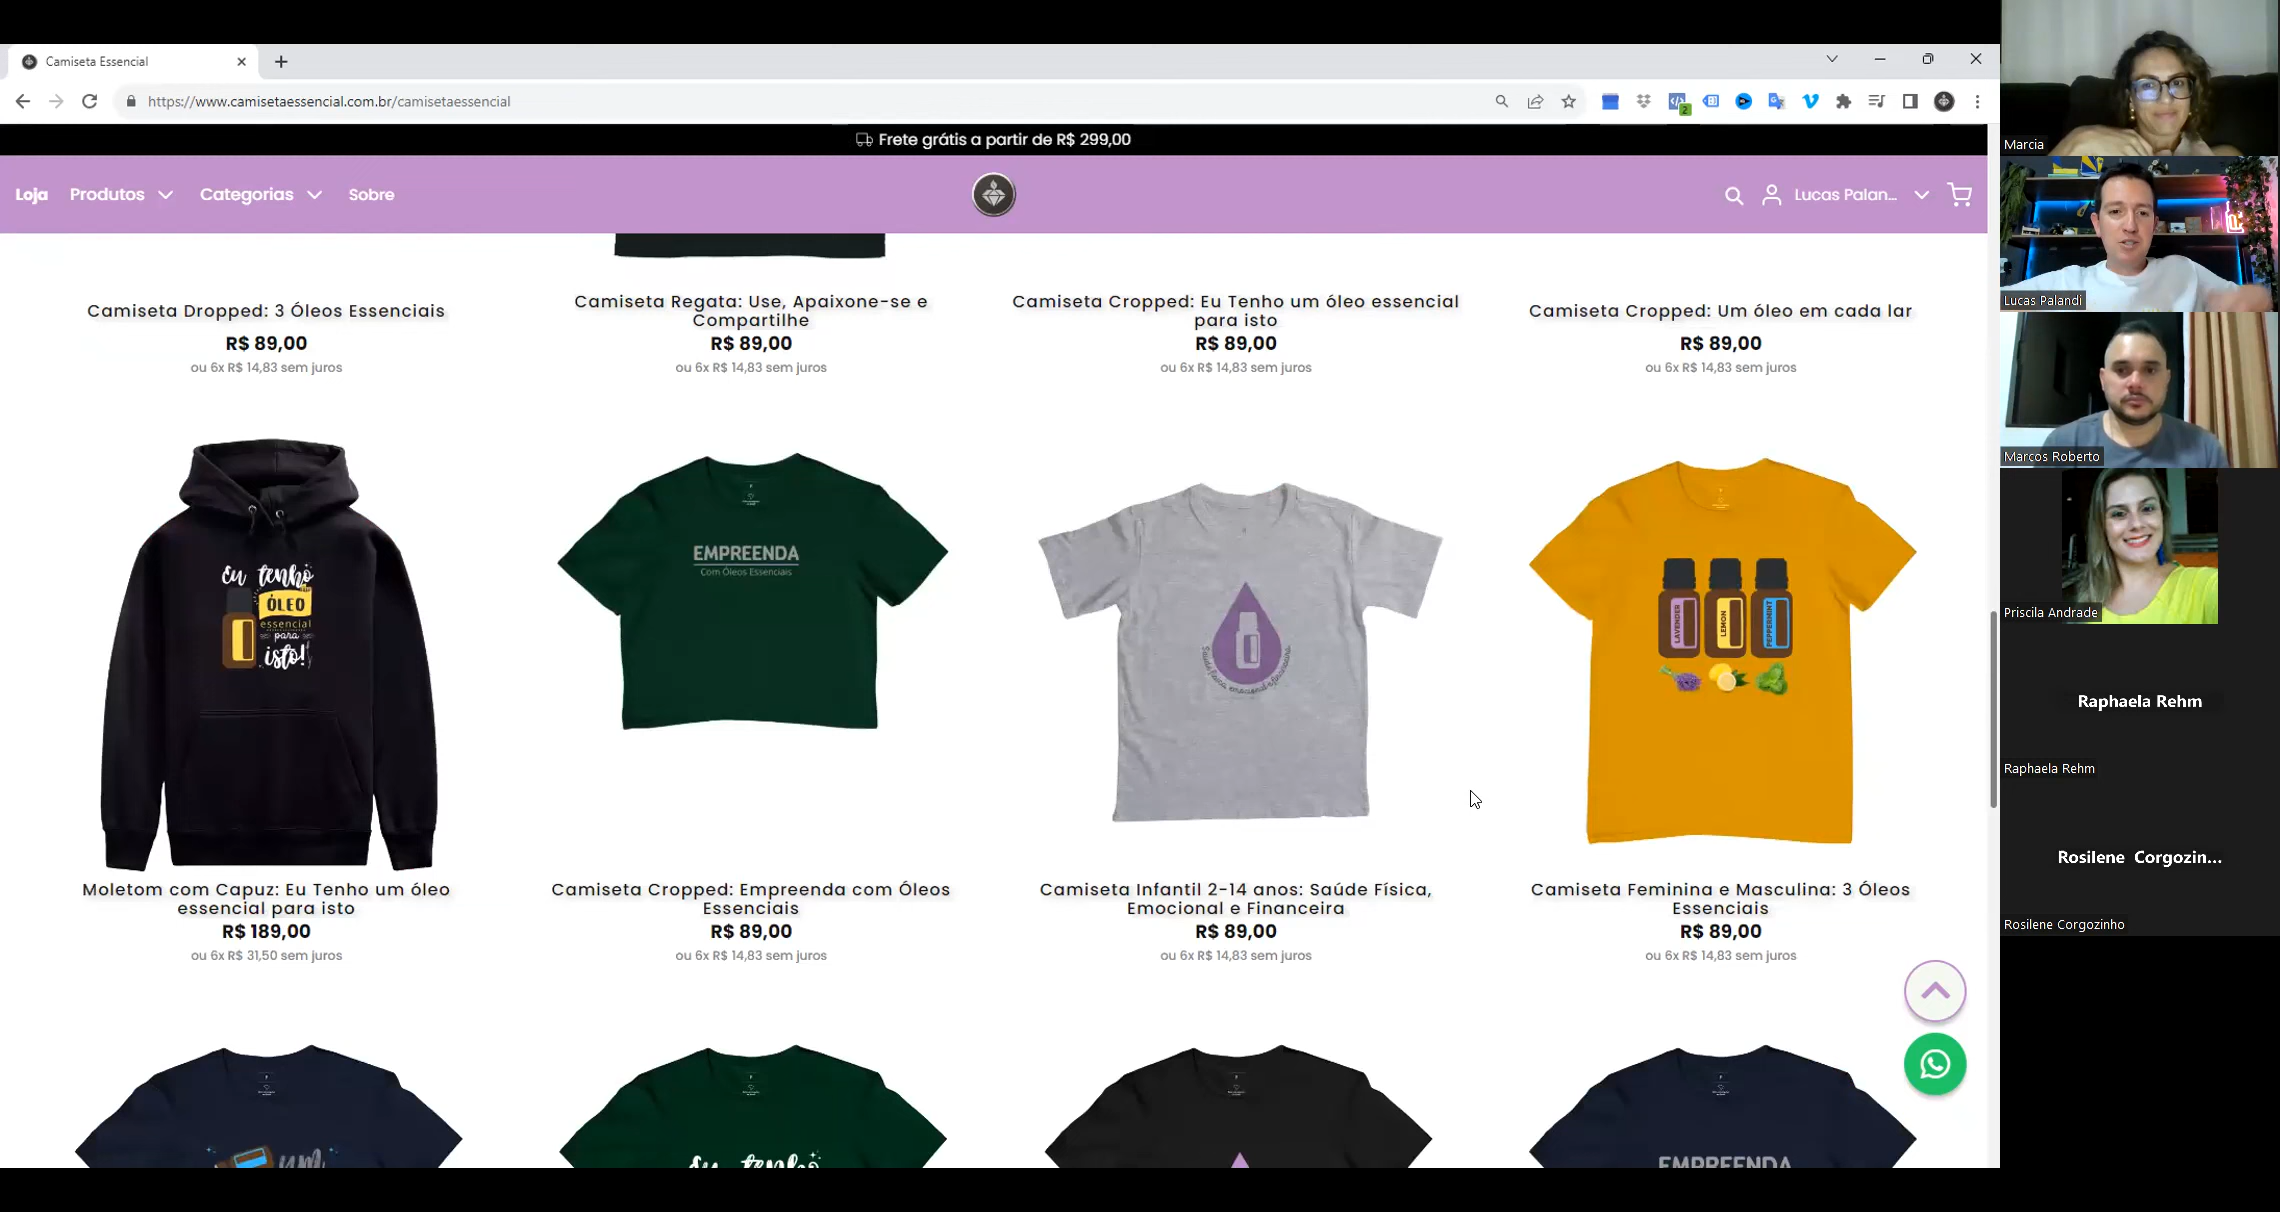 Camiseta Essencial
https://www.camisetaessencial.com.br/camisetaessencial
2
Frete grátis a partir de R$ 299,00
Loja
Produtos
Categorias
Sobre
Lucas Palan...
Camiseta Dropped: 3 Óleos Essenciais
R$ 89,00
ou 6x R$ 14,83 sem juros
Camiseta Regata: Use, Apaixone-se e
Compartilhe
R$ 89,00
ou 6x R$ 14,83 sem juros
Camiseta Cropped: Eu Tenho um óleo essencial
para isto
R$ 89,00
ou 6x R$ 14,83 sem juros
Camiseta Cropped: Um óleo em cada lar
R$ 89,00
ou 6x R$ 14,83 sem juros
Eu tenho
ÓLEO
essencial
para
isto!
EMPREENDA
Com Óleos Essenciais
Saúde física, emocional e financeira
LAVENDER
LEMON
PEPPERMINT
Moletom com Capuz: Eu Tenho um óleo
essencial para isto
R$ 189,00
ou 6x R$ 31,50 sem juros
Camiseta Cropped: Empreenda com Óleos
Essenciais
R$ 89,00
ou 6x R$ 14,83 sem juros
Camiseta Infantil 2-14 anos: Saúde Física,
Emocional e Financeira
R$ 89,00
ou 6x R$ 14,83 sem juros
Camiseta Feminina e Masculina: 3 Óleos
Essenciais
R$ 89,00
ou 6x R$ 14,83 sem juros
um
Eu tenho
EMPREENDA
Marcia
Lucas Palandi
Marcos Roberto
Priscila Andrade
Raphaela Rehm
Raphaela Rehm
Rosilene Corgozin...
Rosilene Corgozinho